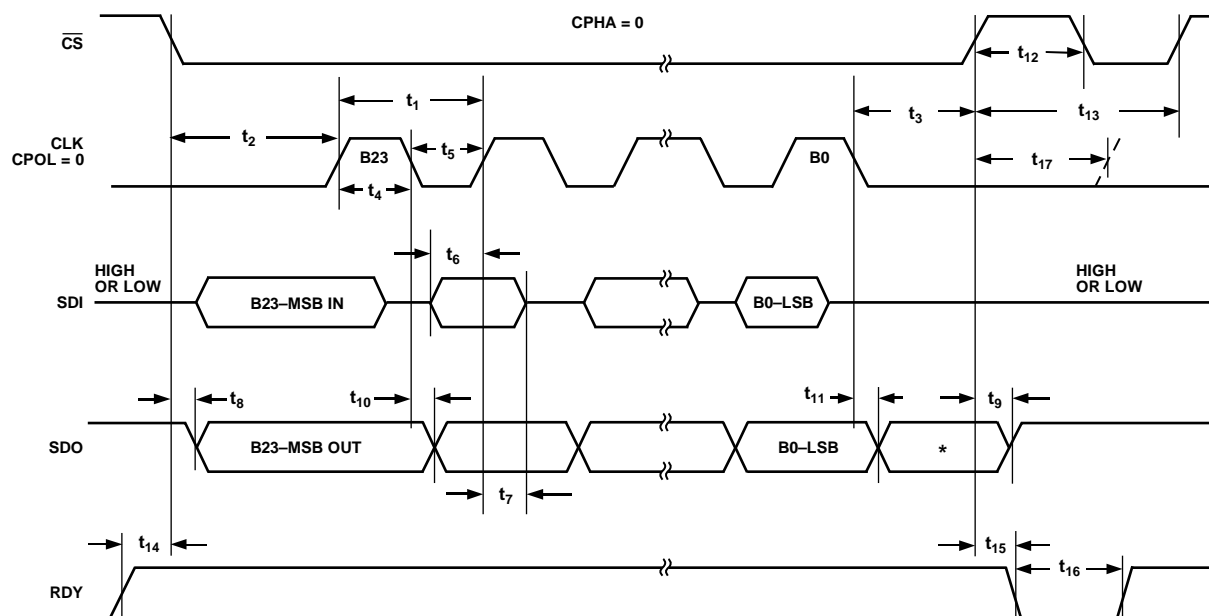 CPHA = 0
CS
t12
t1
t3
t13
t2
CLK
CPOL = 0
B23
t5
B0
t17
t4
t6
HIGH
OR LOW
HIGH
OR LOW
SDI
B23–MSB IN
B0–LSB
t8
t10
t11
t9
SDO
B23–MSB OUT
B0–LSB
*
t7
t14
t15
t16
RDY